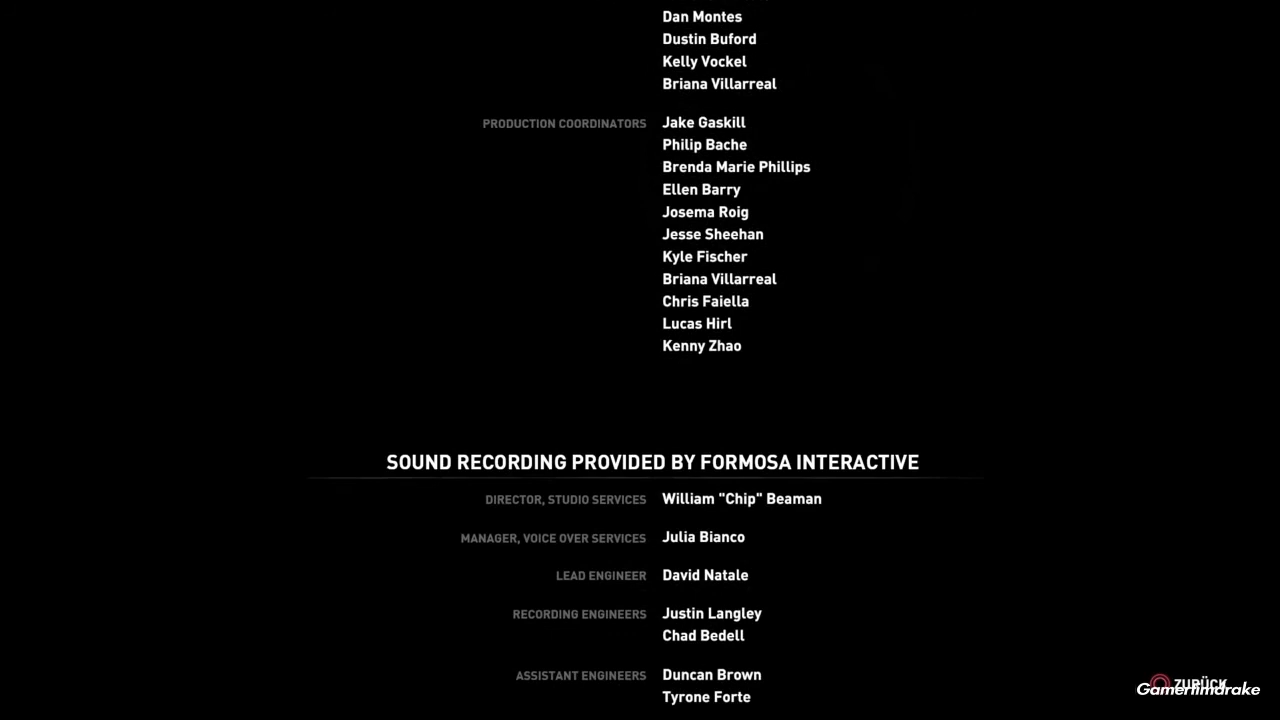 Dan Montes
Dustin Buford
Kelly Vockel
Briana Villarreal
PRODUCTION COORDINATORS Jake Gaskill
Philip Bache
Brenda Marie Phillips
Ellen Barry
Josema Roig
Jesse Sheehan
Kyle Fischer
Briana Villarreal
Chris Faiella
Lucas Hirl
Kenny Zhao
SOUND RECORDING PROVIDED BY FORMOSA INTERACTIVE
DIRECTOR, STUDIO SERVICES William "Chip" Beaman
MANAGER, VOICE OVER SERVICES Julia Bianco
LEAD ENGINEER David Natale
RECORDING ENGINEERS Justin Langley
Chad Bedell
ASSISTANT ENGINEERS Duncan Brown
Tyrone Forte
ZURÜCK
Gamertimdrake